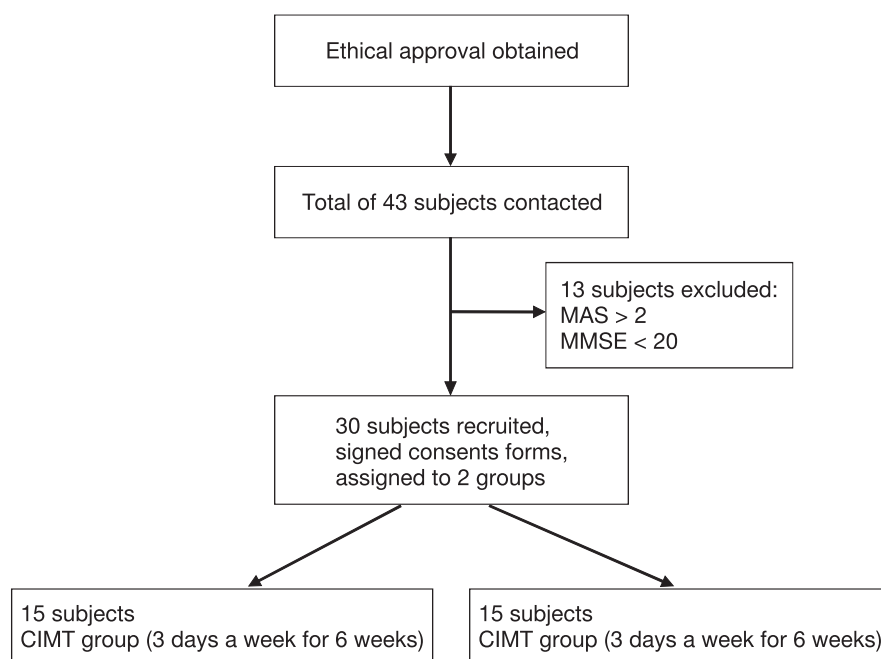 Ethical approval obtained
Total of 43 subjects contacted
13 subjects excluded:
MAS > 2
MMSE < 20
30 subjects recruited,
signed consents forms,
assigned to 2 groups
15 subjects
CIMT group (3 days a week for 6 weeks)
15 subjects
CIMT group (3 days a week for 6 weeks)